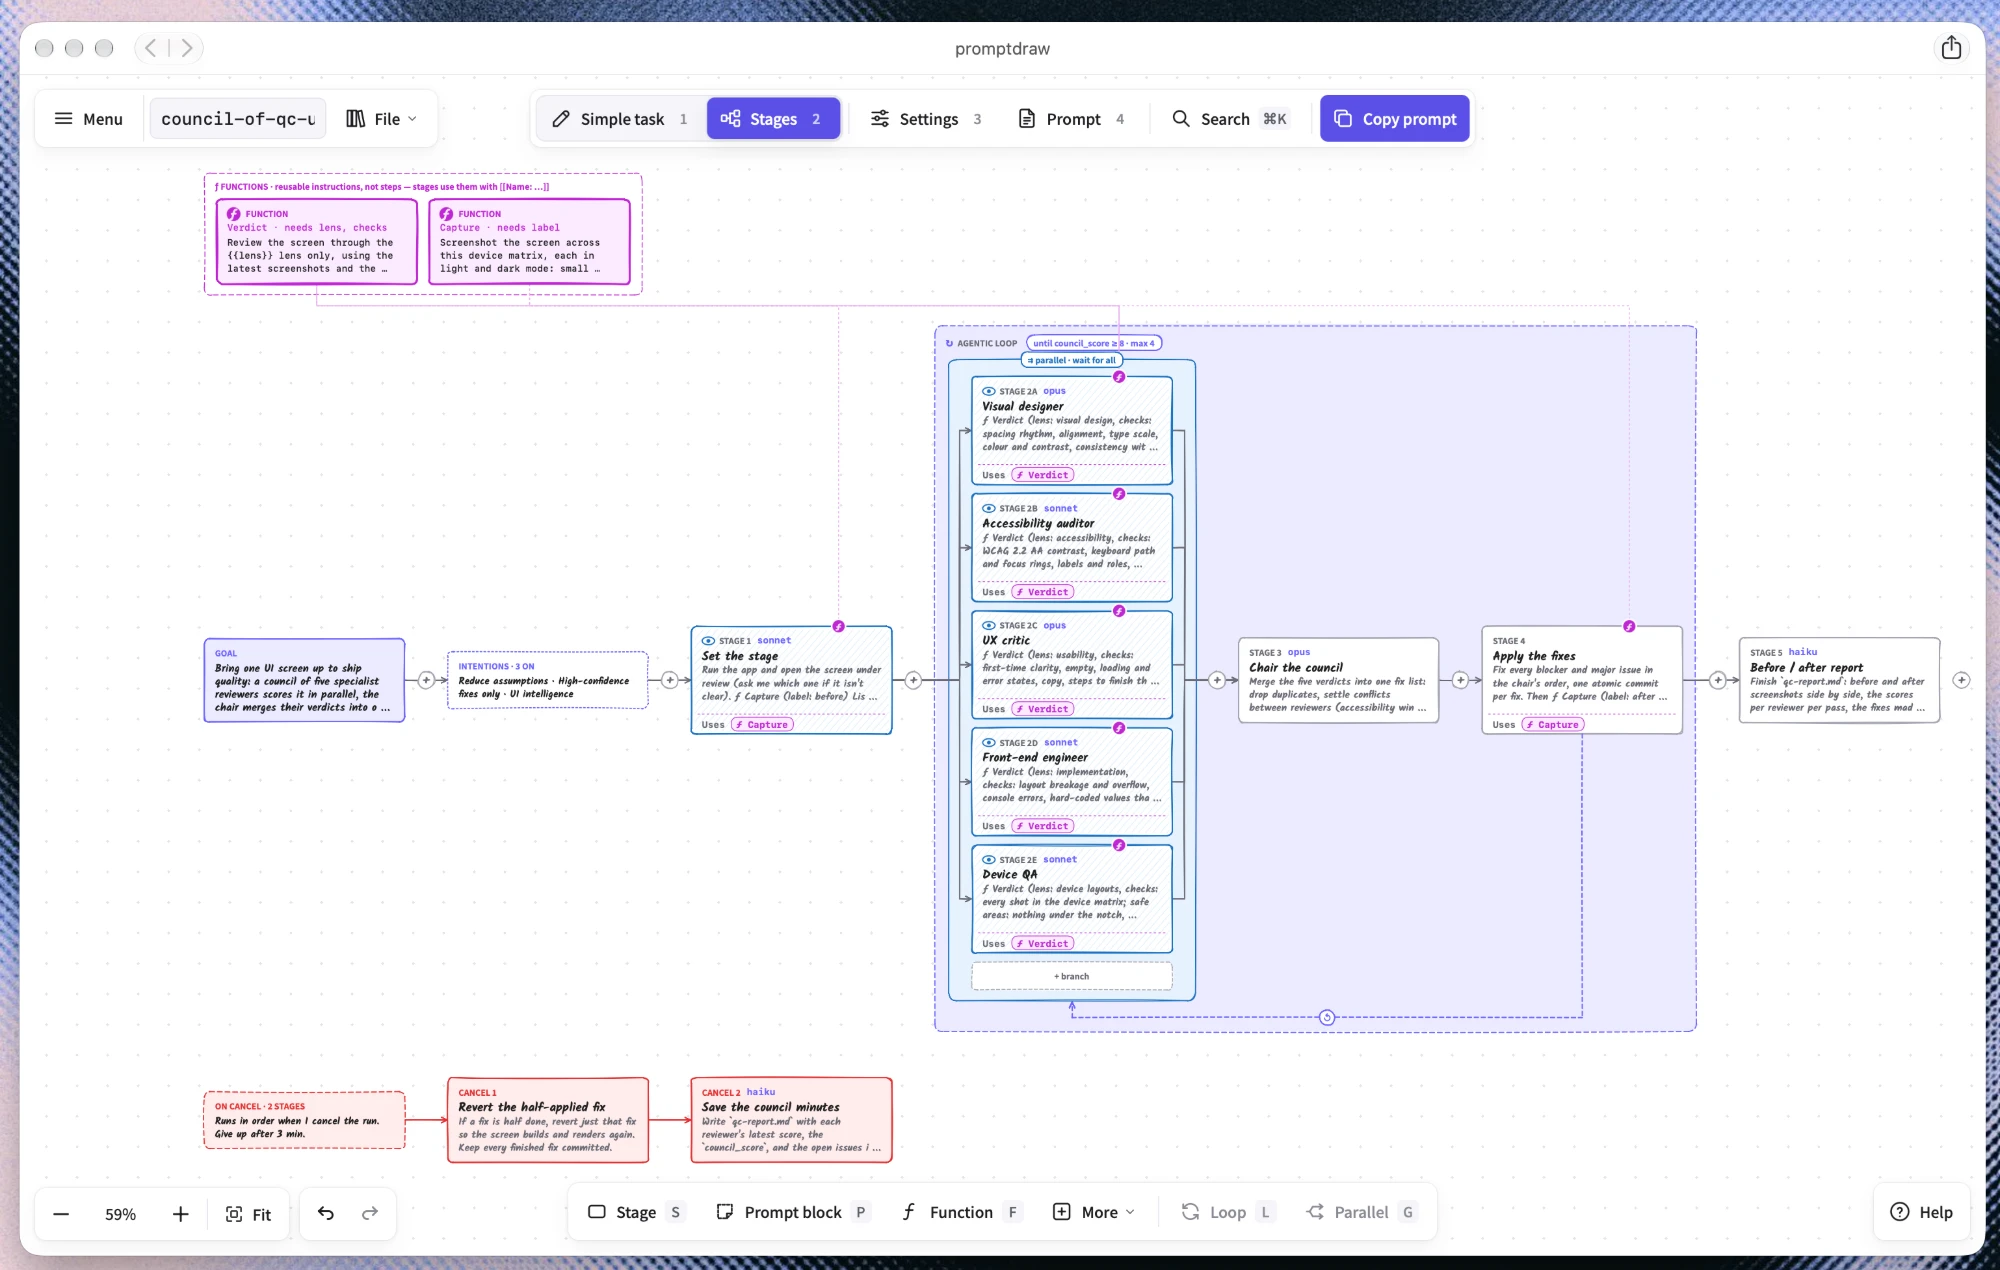 promptdraw
Menu
council-of-qc-u
File
Simple task 1
Stages 2
Settings 3
Prompt 4
Search ⌘K
Copy prompt
ƒ FUNCTIONS · reusable instructions, not steps — stages use them with [[Name: ...]]
FUNCTION
Verdict · needs lens, checks
Review the screen through the
{{lens}} lens only, using the
latest screenshots and the …
FUNCTION
Capture · needs label
Screenshot the screen across
this device matrix, each in
light and dark mode: small …
AGENTIC LOOP
until council_score ≥ 8 · max 4
parallel · wait for all
STAGE 2A opus
Visual designer
ƒ Verdict (lens: visual design, checks:
spacing rhythm, alignment, type scale,
colour and contrast, consistency wit ...
Uses ƒ Verdict
STAGE 2B sonnet
Accessibility auditor
ƒ Verdict (lens: accessibility, checks:
WCAG 2.2 AA contrast, keyboard path
and focus rings, labels and roles, ...
Uses ƒ Verdict
STAGE 2C opus
UX critic
ƒ Verdict (lens: usability, checks:
first-time clarity, empty, loading and
error states, copy, steps to finish th ...
Uses ƒ Verdict
STAGE 2D sonnet
Front-end engineer
ƒ Verdict (lens: implementation,
checks: layout breakage and overflow,
console errors, hard-coded values tha ...
Uses ƒ Verdict
STAGE 2E sonnet
Device QA
ƒ Verdict (lens: device layouts, checks:
every shot in the device matrix; safe
areas: nothing under the notch, ...
Uses ƒ Verdict
+ branch
GOAL
Bring one UI screen up to ship
quality: a council of five specialist
reviewers scores it in parallel, the
chair merges their verdicts into o ...
INTENTIONS · 3 ON
Reduce assumptions · High-confidence
fixes only · UI intelligence
STAGE 1 sonnet
Set the stage
Run the app and open the screen under
review (ask me which one if it isn't
clear). ƒ Capture (label: before) Lis ...
Uses ƒ Capture
STAGE 3 opus
Chair the council
Merge the five verdicts into one fix list:
drop duplicates, settle conflicts
between reviewers (accessibility win ...
STAGE 4
Apply the fixes
Fix every blocker and major issue in
the chair's order, one atomic commit
per fix. Then ƒ Capture (label: after ...
Uses ƒ Capture
STAGE 5 haiku
Before / after report
Finish `qc-report.md`: before and after
screenshots side by side, the scores
per reviewer per pass, the fixes mad ...
ON CANCEL · 2 STAGES
Runs in order when I cancel the run.
Give up after 3 min.
CANCEL 1
Revert the half-applied fix
If a fix is half done, revert just that fix
so the screen builds and renders again.
Keep every finished fix committed.
CANCEL 2 haiku
Save the council minutes
Write `qc-report.md` with each
reviewer's latest score, the
`council_score`, and the open issues i ...
59%
Fit
Stage S
Prompt block P
Function F
More
Loop L
Parallel G
Help